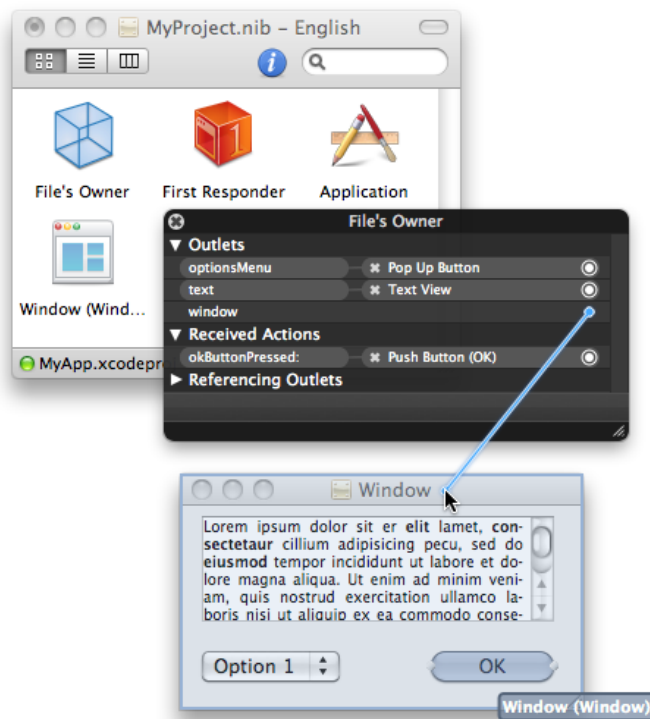 MyProject.nib – English
File's Owner
First Responder
Application
Window (Wind...
MyApp.xcodepr
File's Owner
Outlets
optionsMenu
Pop Up Button
text
Text View
window
Received Actions
okButtonPressed:
Push Button (OK)
Referencing Outlets
Window
Lorem ipsum dolor sit er elit lamet, con-
sectetaur cillium adipisicing pecu, sed do
eiusmod tempor incididunt ut labore et do-
lore magna aliqua. Ut enim ad minim veni-
am, quis nostrud exercitation ullamco la-
boris nisi ut aliquip ex ea commodo conse-
Option 1
OK
Window (Window)